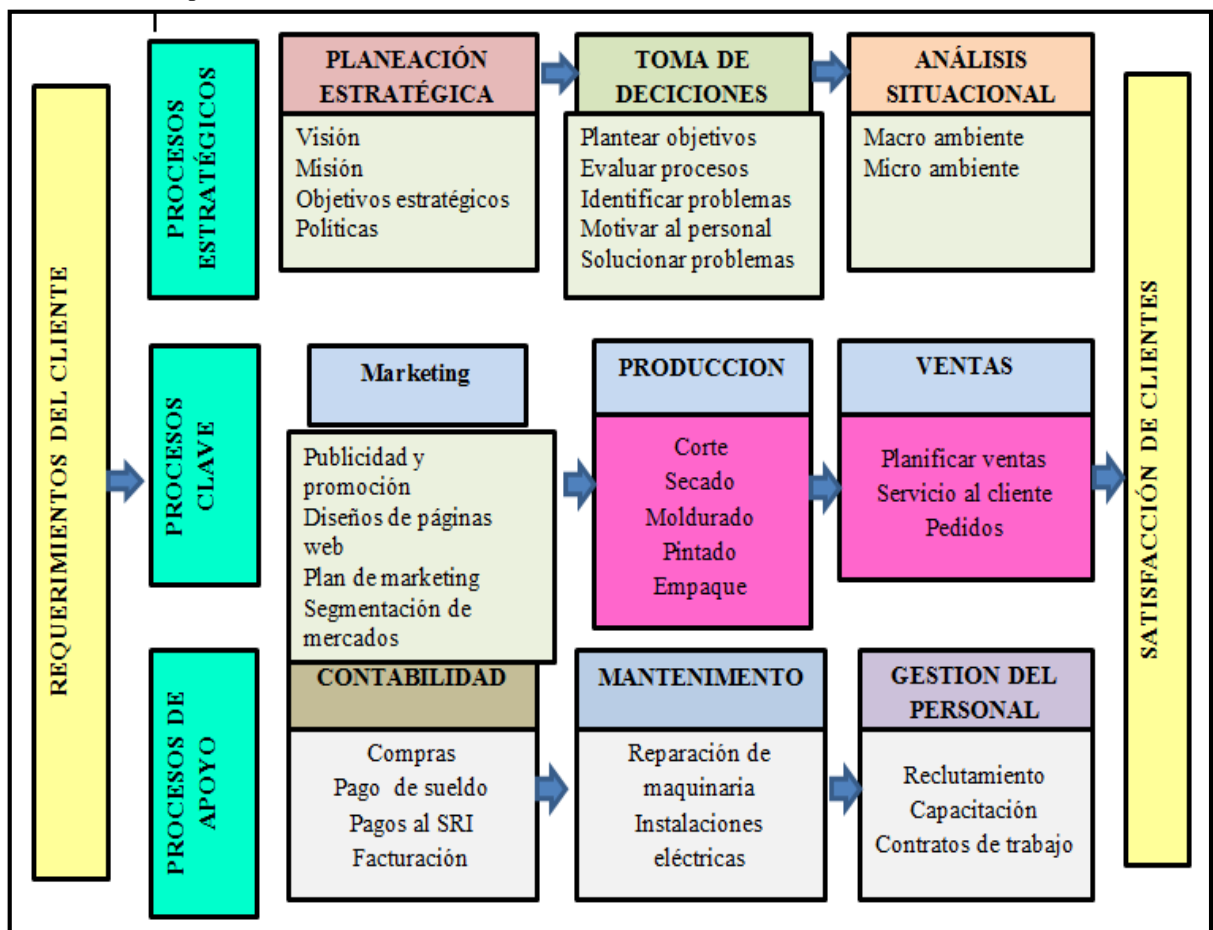 REQUERIMIENTOS DEL CLIENTE
PROCESOS
ESTRATÉGICOS
PLANEACIÓN
ESTRATÉGICA
Visión
Misión
Objetivos estratégicos
Políticas
TOMA DE
DECICIONES
Plantear objetivos
Evaluar procesos
Identificar problemas
Motivar al personal
Solucionar problemas
ANÁLISIS
SITUACIONAL
Macro ambiente
Micro ambiente
PROCESOS
CLAVE
Marketing
Publicidad y
promoción
Diseños de páginas
web
Plan de marketing
Segmentación de
mercados
PRODUCCION
Corte
Secado
Moldurado
Pintado
Empaque
VENTAS
Planificar ventas
Servicio al cliente
Pedidos
PROCESOS DE
APOYO
CONTABILIDAD
Compras
Pago de sueldo
Pagos al SRI
Facturación
MANTENIMENTO
Reparación de
maquinaria
Instalaciones
eléctricas
GESTION DEL
PERSONAL
Reclutamiento
Capacitación
Contratos de trabajo
SATISFACCIÓN DE CLIENTES